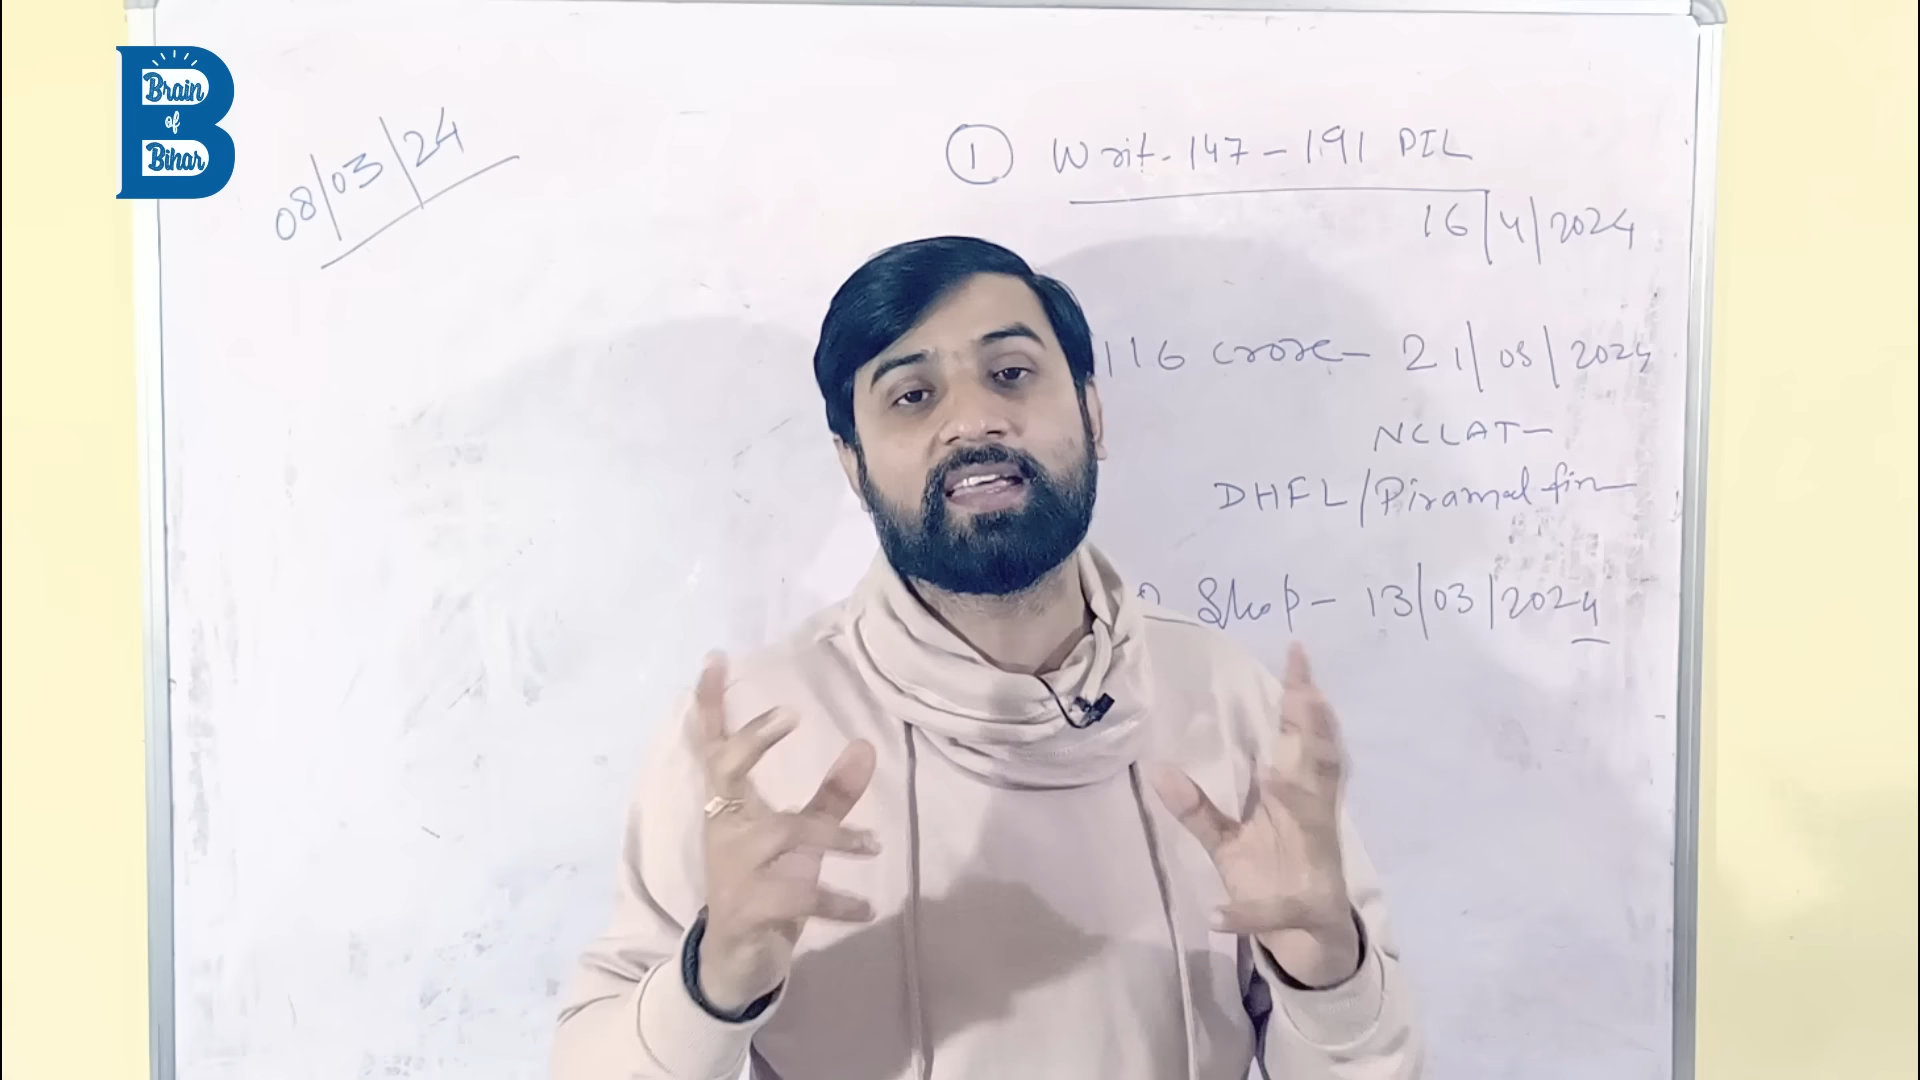 Brain
of
Bihar
08/03/24
1 Writ-147-191 PIL
16/4/2024
116 crore- 21/05/2024
NCLAT-
DHFL/Piramal fin
Shop- 13/03/2024